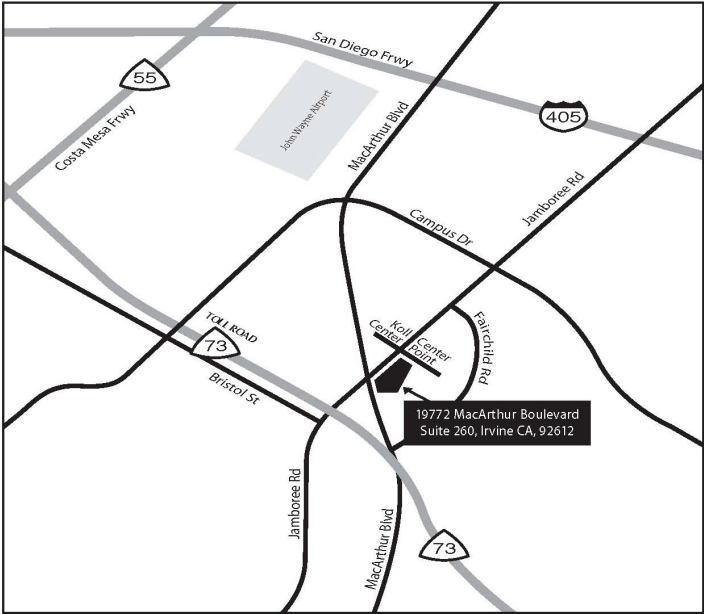 San Diego Frwy
55
405
Costa Mesa Frwy
John Wayne Airport
MacArthur Blvd
Jamboree Rd
Campus Dr
TOLL ROAD
73
Bristol St
Koll Center
Center Point
Fairchild Rd
19772 MacArthur Boulevard
Suite 260, Irvine CA, 92612
Jamboree Rd
MacArthur Blvd
73